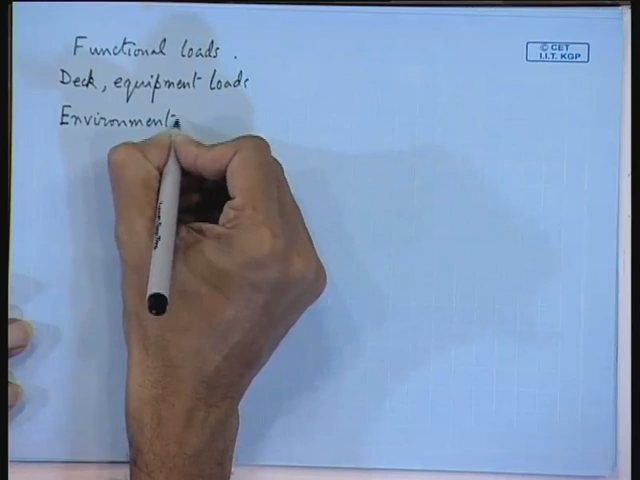 Functional loads.
Deck, equipment loads
Environment
© CET
I.I.T. KGP